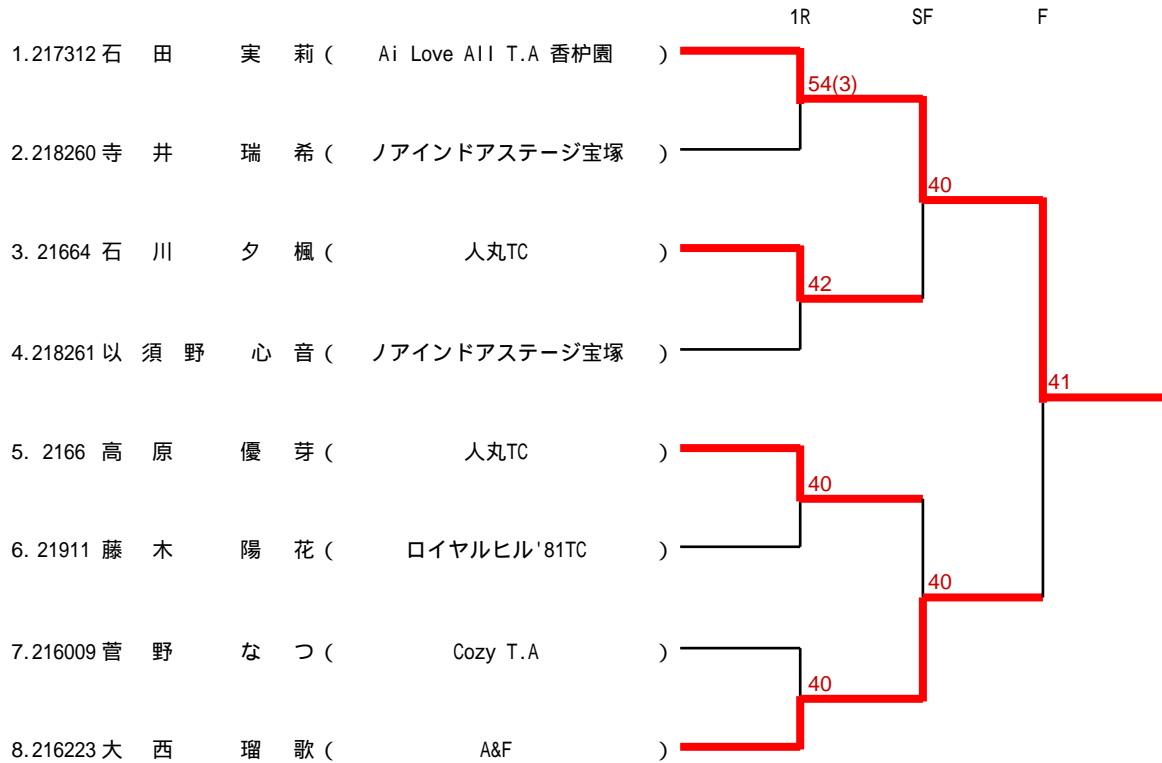 1R SF F
1.217312 石 田 実 莉 ( Ai Love All T.A 香枦園 )
54(3)
2.218260 寺 井 瑞 希 ( ノアインドアステージ宝塚 )
40
3. 21664 石 川 夕 楓 ( 人丸TC )
42
4.218261 以 須 野 心 音 ( ノアインドアステージ宝塚 )
41
5. 2166 高 原 優 芽 ( 人丸TC )
40
6. 21911 藤 木 陽 花 ( ロイヤルヒル'81TC )
40
7.216009 菅 野 な つ ( Cozy T.A )
40
8.216223 大 西 瑠 歌 ( A&F )